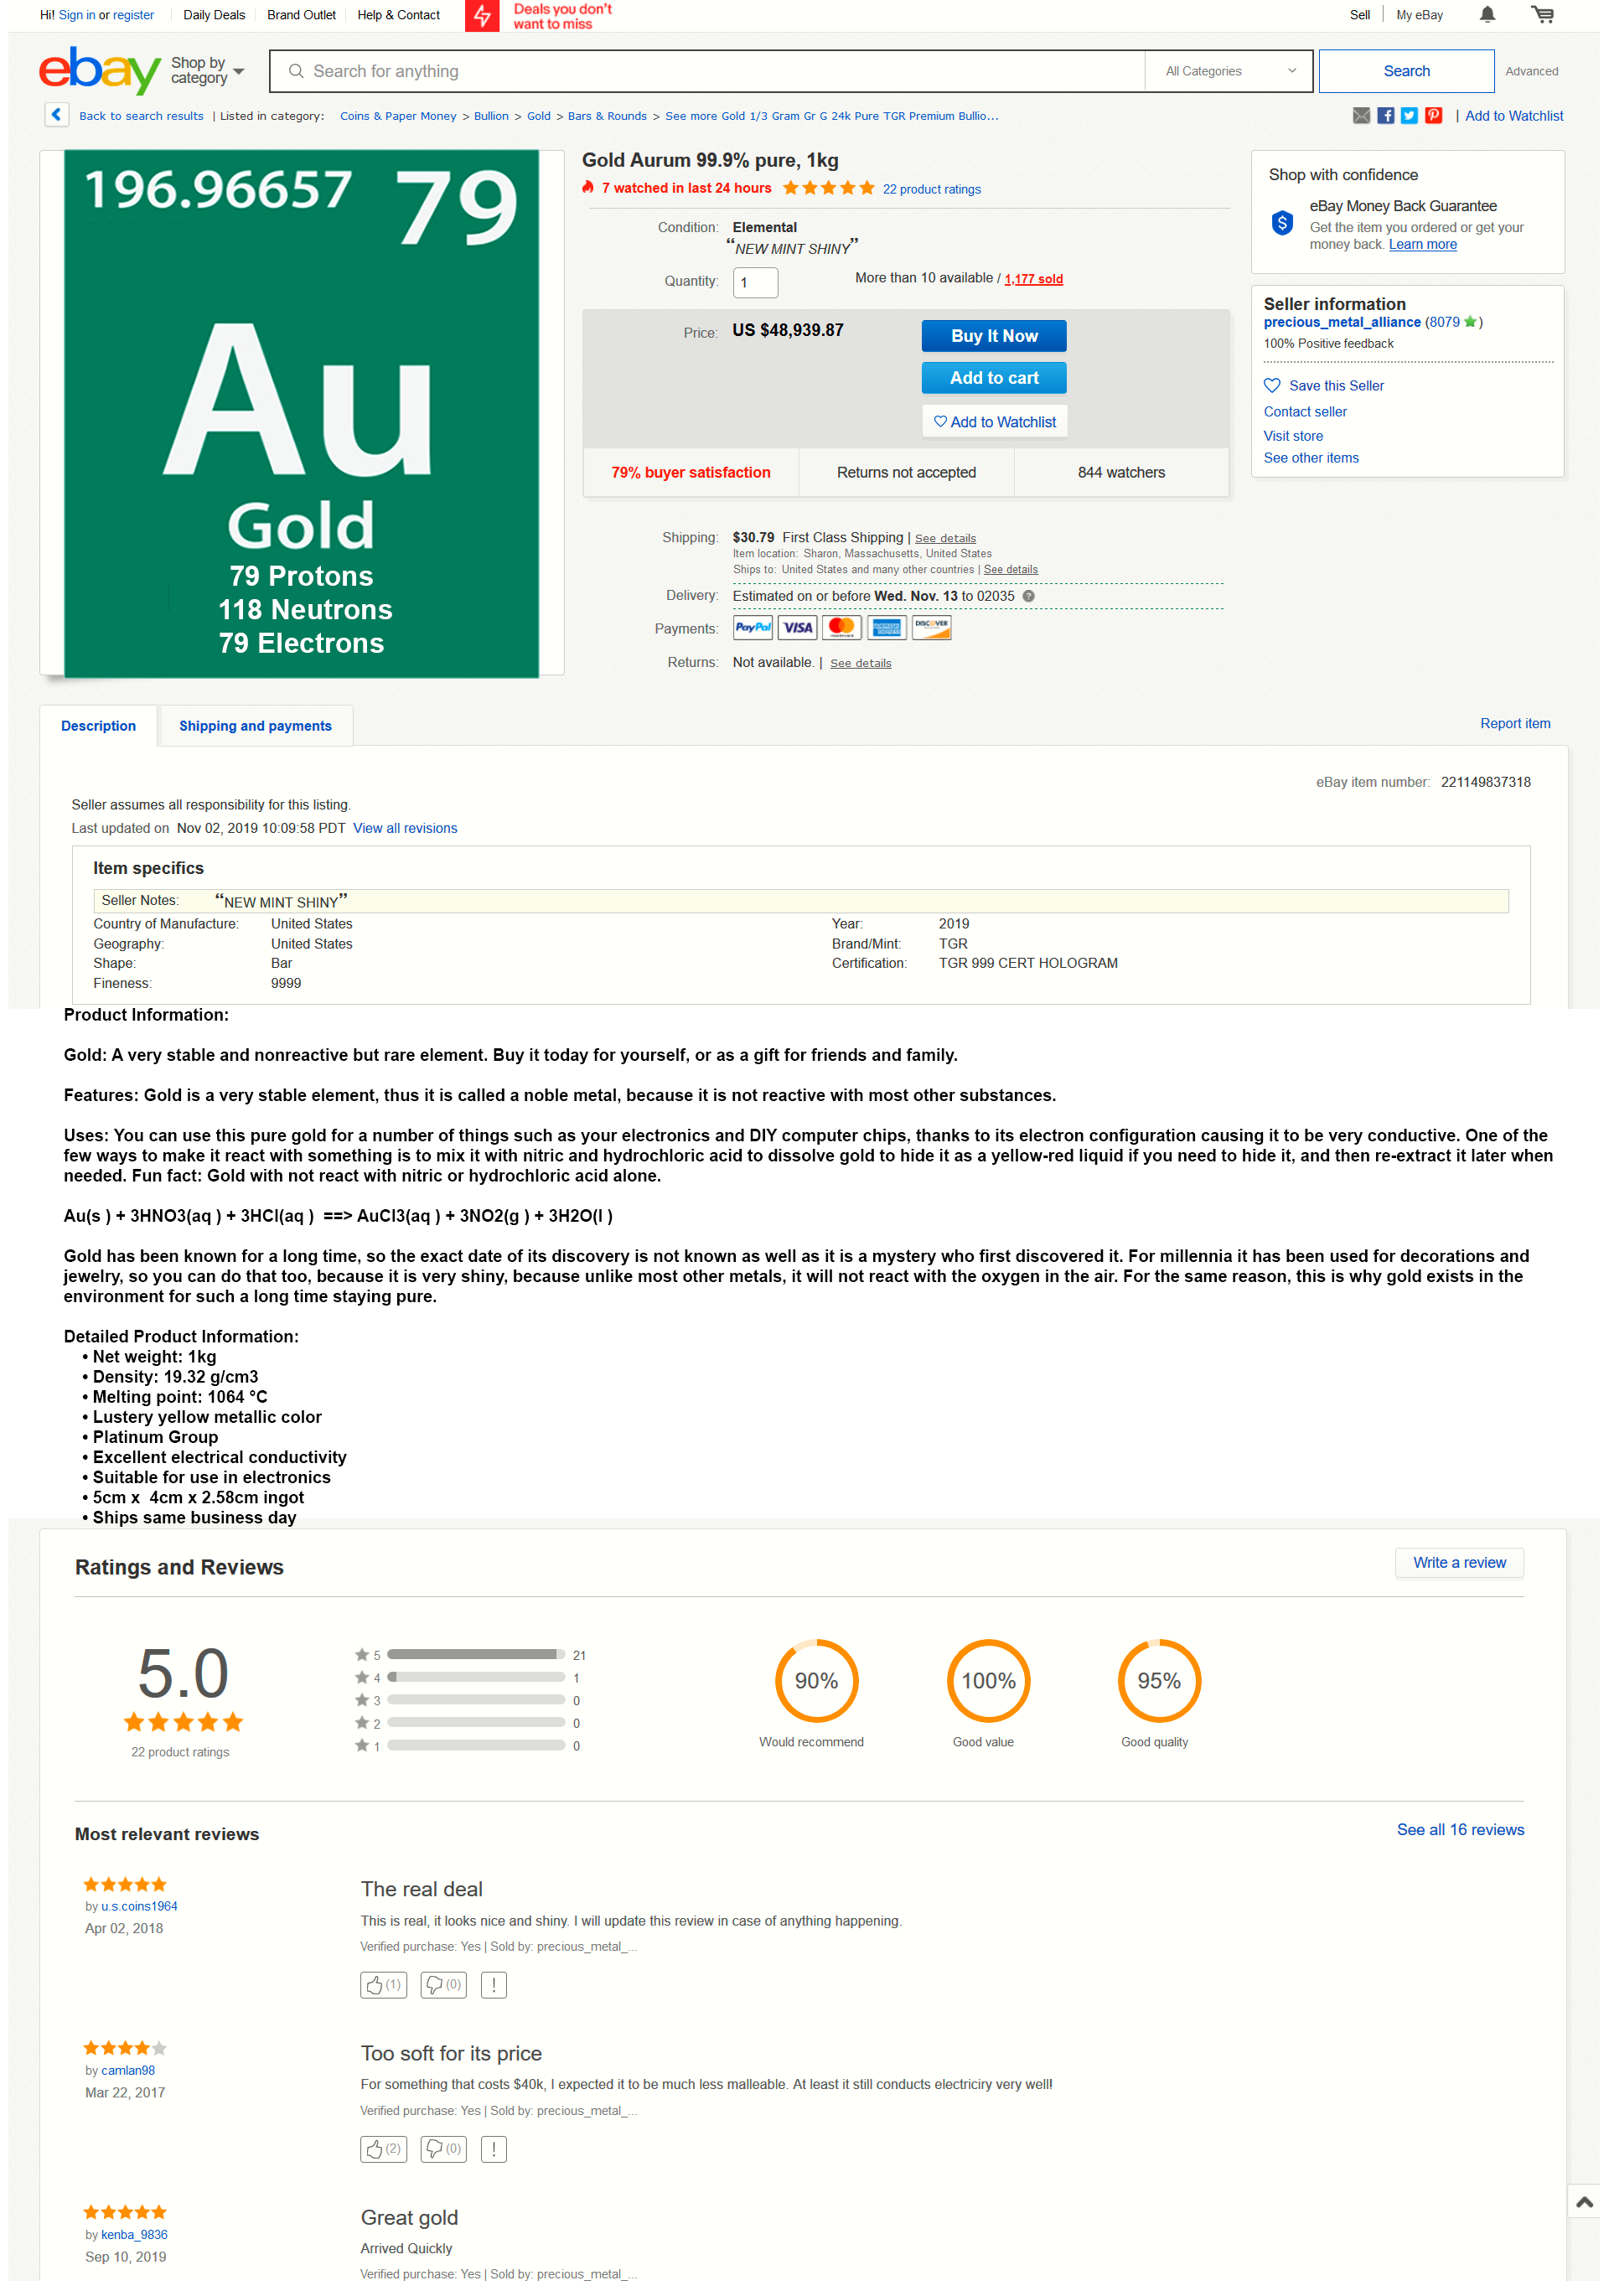 Hi! Sign in or register Daily Deals Brand Outlet Help & Contact Deals you don't
want to miss
Sell My eBay
ebay Shop by
category
Search for anything All Categories Search Advanced
Back to search results | Listed in category: Coins & Paper Money > Bullion > Gold > Bars & Rounds > See more Gold 1/3 Gram Gr G 24k Pure TGR Premium Bullio...
| Add to Watchlist
196.96657 79
Au
Gold
79 Protons
118 Neutrons
79 Electrons
Gold Aurum 99.9% pure, 1kg
7 watched in last 24 hours 22 product ratings
Condition: Elemental
“NEW MINT SHINY”
Quantity: 1 More than 10 available / 1,177 sold
Price: US $48,939.87
Buy It Now
Add to cart
Add to Watchlist
79% buyer satisfaction Returns not accepted 844 watchers
Shipping: $30.79 First Class Shipping | See details
Item location: Sharon, Massachusetts, United States
Ships to: United States and many other countries | See details
Delivery: Estimated on or before Wed. Nov. 13 to 02035 ?
Payments: PayPal VISA mastercard AMERICAN EXPRESS DISCOVER
Returns: Not available. | See details
Shop with confidence
eBay Money Back Guarantee
Get the item you ordered or get your
money back. Learn more
Seller information
precious_metal_alliance (8079)
100% Positive feedback
Save this Seller
Contact seller
Visit store
See other items
Description Shipping and payments Report item
eBay item number: 221149837318
Seller assumes all responsibility for this listing.
Last updated on Nov 02, 2019 10:09:58 PDT View all revisions
Item specifics
Seller Notes: “NEW MINT SHINY”
Country of Manufacture: United States Year: 2019
Geography: United States Brand/Mint: TGR
Shape: Bar Certification: TGR 999 CERT HOLOGRAM
Fineness: 9999
Product Information:
Gold: A very stable and nonreactive but rare element. Buy it today for yourself, or as a gift for friends and family.
Features: Gold is a very stable element, thus it is called a noble metal, because it is not reactive with most other substances.
Uses: You can use this pure gold for a number of things such as your electronics and DIY computer chips, thanks to its electron configuration causing it to be very conductive. One of the
few ways to make it react with something is to mix it with nitric and hydrochloric acid to dissolve gold to hide it as a yellow-red liquid if you need to hide it, and then re-extract it later when
needed. Fun fact: Gold with not react with nitric or hydrochloric acid alone.
Au(s ) + 3HNO3(aq ) + 3HCl(aq ) ==> AuCl3(aq ) + 3NO2(g ) + 3H2O(l )
Gold has been known for a long time, so the exact date of its discovery is not known as well as it is a mystery who first discovered it. For millennia it has been used for decorations and
jewelry, so you can do that too, because it is very shiny, because unlike most other metals, it will not react with the oxygen in the air. For the same reason, this is why gold exists in the
environment for such a long time staying pure.
Detailed Product Information:
• Net weight: 1kg
• Density: 19.32 g/cm3
• Melting point: 1064 °C
• Lustery yellow metallic color
• Platinum Group
• Excellent electrical conductivity
• Suitable for use in electronics
• 5cm x 4cm x 2.58cm ingot
• Ships same business day
Ratings and Reviews Write a review
5.0
22 product ratings
5 21
4 1
3 0
2 0
1 0
90% 100% 95%
Would recommend Good value Good quality
Most relevant reviews See all 16 reviews
by u.s.coins1964
Apr 02, 2018
The real deal
This is real, it looks nice and shiny. I will update this review in case of anything happening.
Verified purchase: Yes | Sold by: precious_metal_...
(1) (0) !
by camlan98
Mar 22, 2017
Too soft for its price
For something that costs $40k, I expected it to be much less malleable. At least it still conducts electriciry very well!
Verified purchase: Yes | Sold by: precious_metal_...
(2) (0) !
by kenba_9836
Sep 10, 2019
Great gold
Arrived Quickly
Verified purchase: Yes | Sold by: precious_metal_...